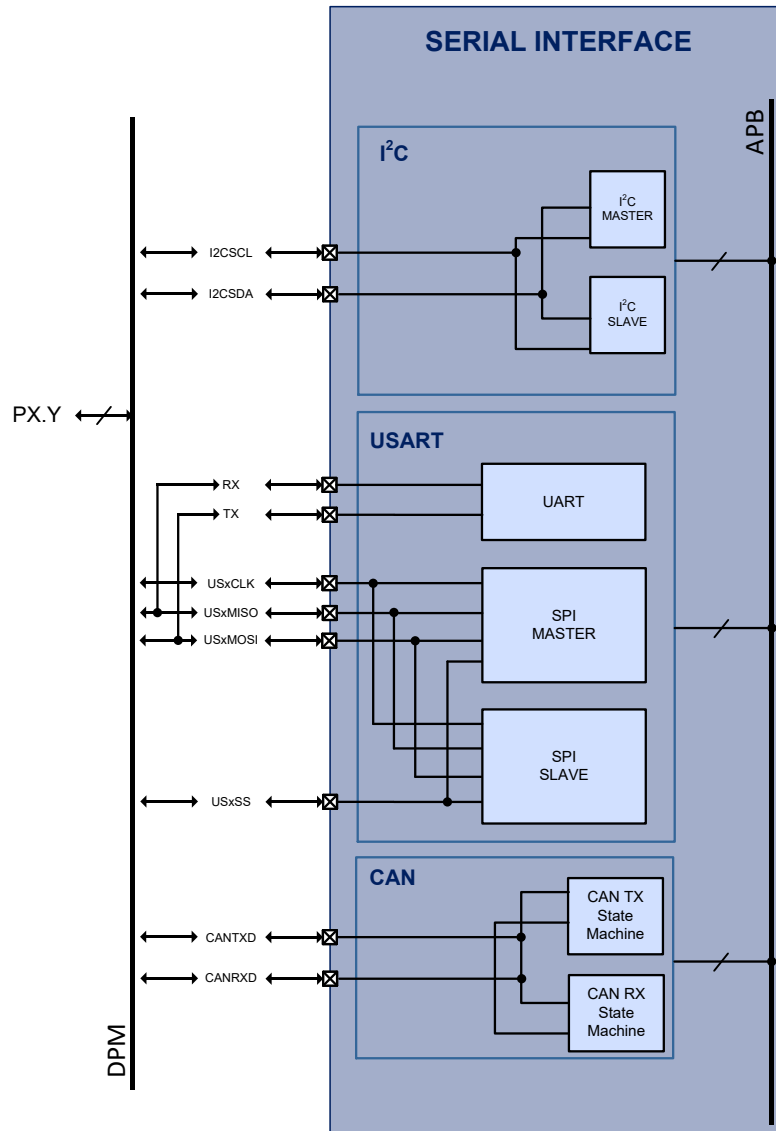 SERIAL INTERFACE
APB
I²C
I²C
MASTER
I2CSCL
I2CSDA
I²C
SLAVE
PX.Y
USART
RX
TX
UART
USxCLK
USxMISO
USxMOSI
SPI
MASTER
SPI
SLAVE
USxSS
CAN
CAN TX
State
Machine
CANTXD
CANRXD
CAN RX
State
Machine
DPM